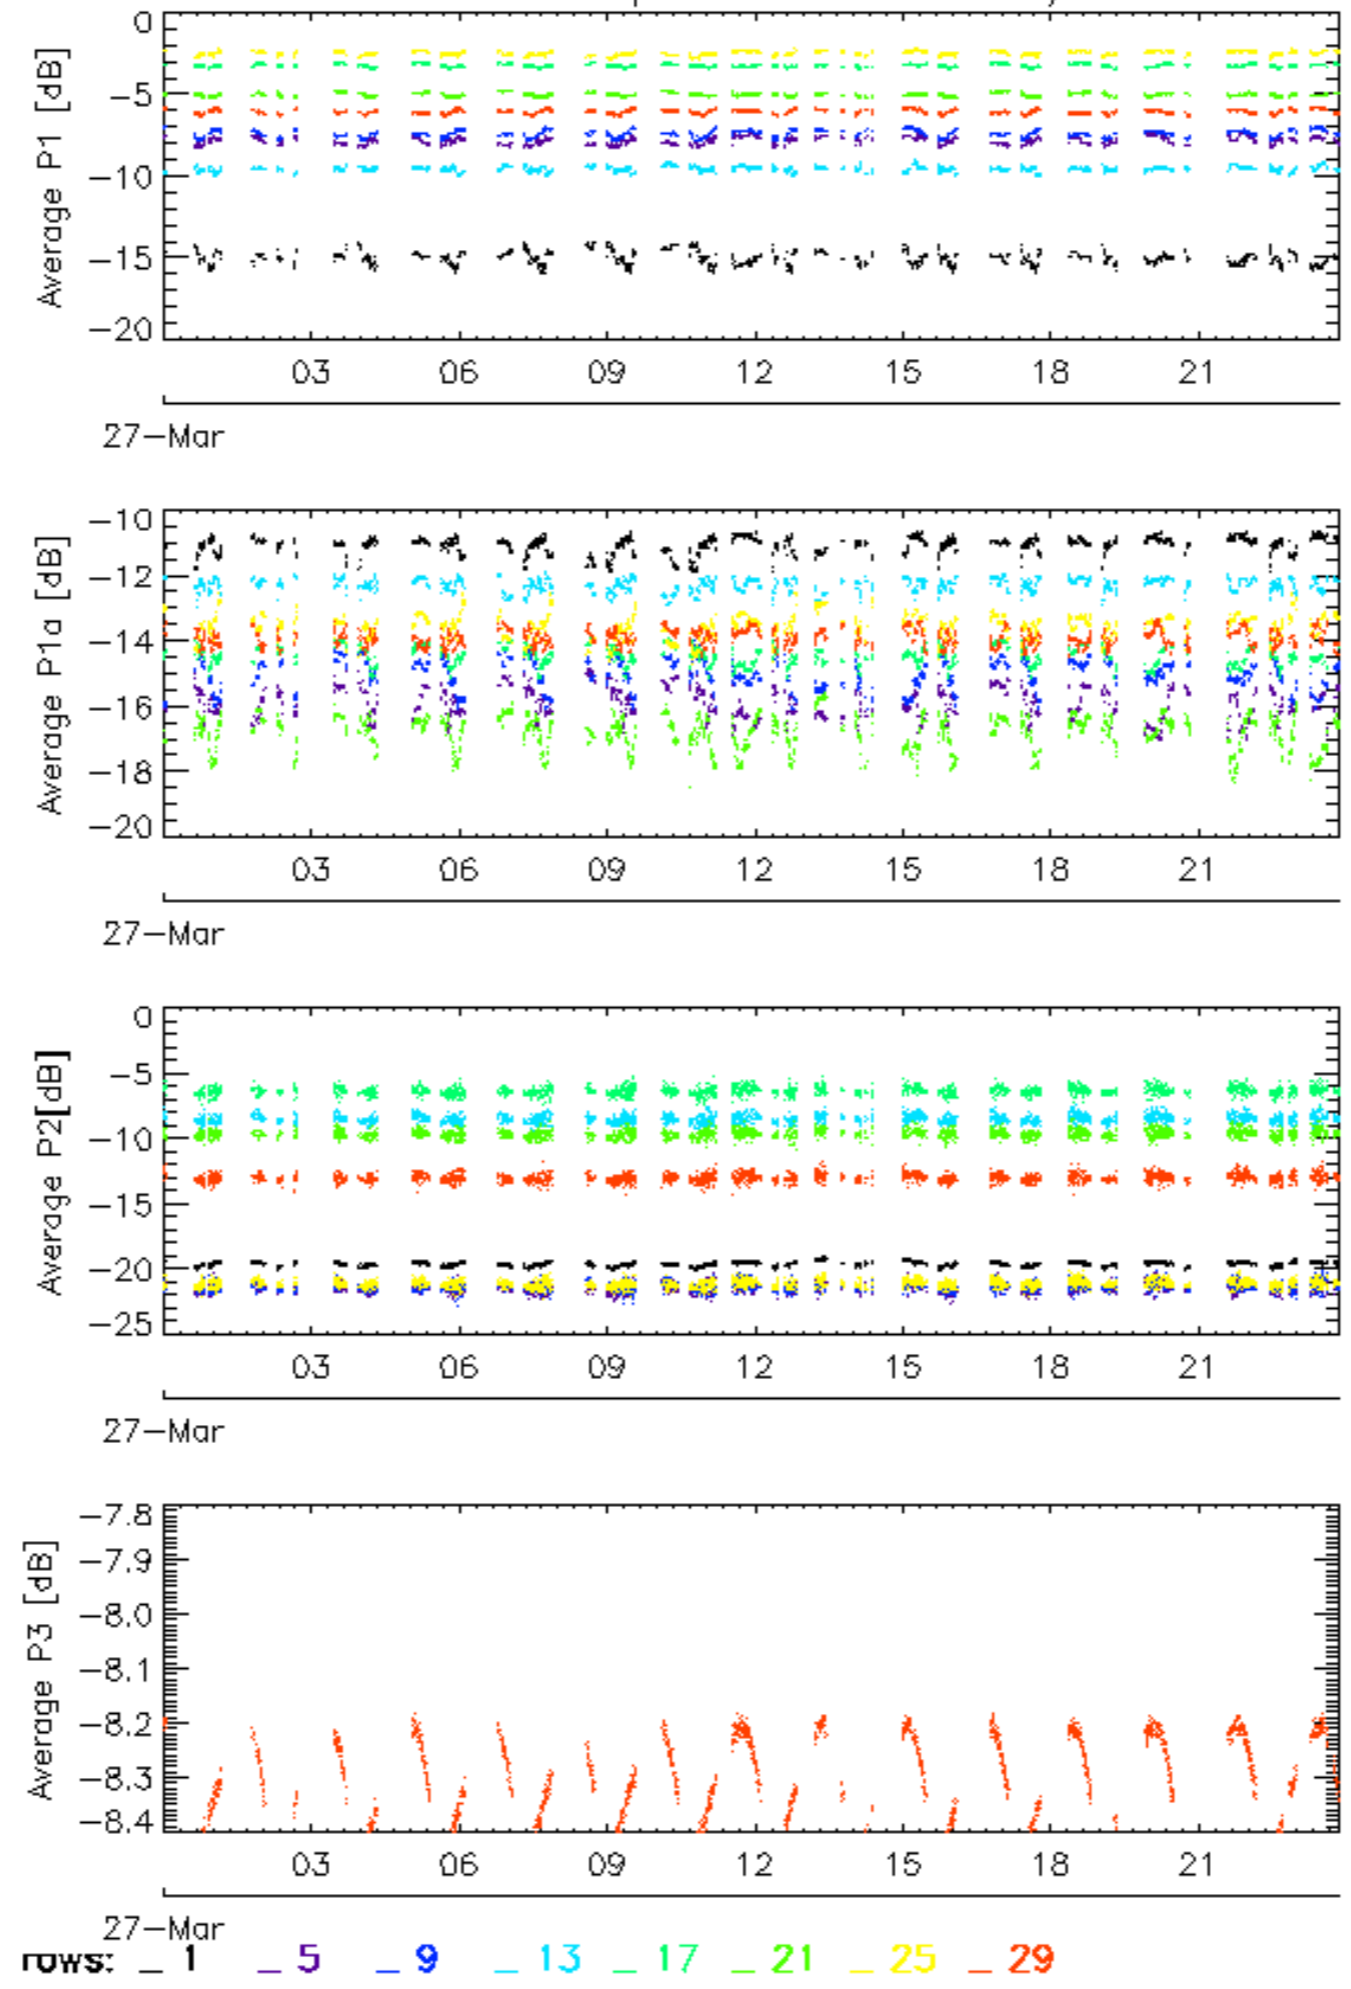 0
−5
−10
−15
−20
Average P1 [dB]
03 06 09 12 15 18 21
27−Mar
−10
−12
−14
−16
−18
−20
Average P1a [dB]
03 06 09 12 15 18 21
27−Mar
0
−5
−10
−15
−20
−25
Average P2[dB]
03 06 09 12 15 18 21
27−Mar
−7.8
−7.9
−8.0
−8.1
−8.2
−8.3
−8.4
Average P3 [dB]
03 06 09 12 15 18 21
27−Mar
rows: _ 1 _ 5 _ 9 _ 13 _ 17 _ 21 _ 25 _ 29